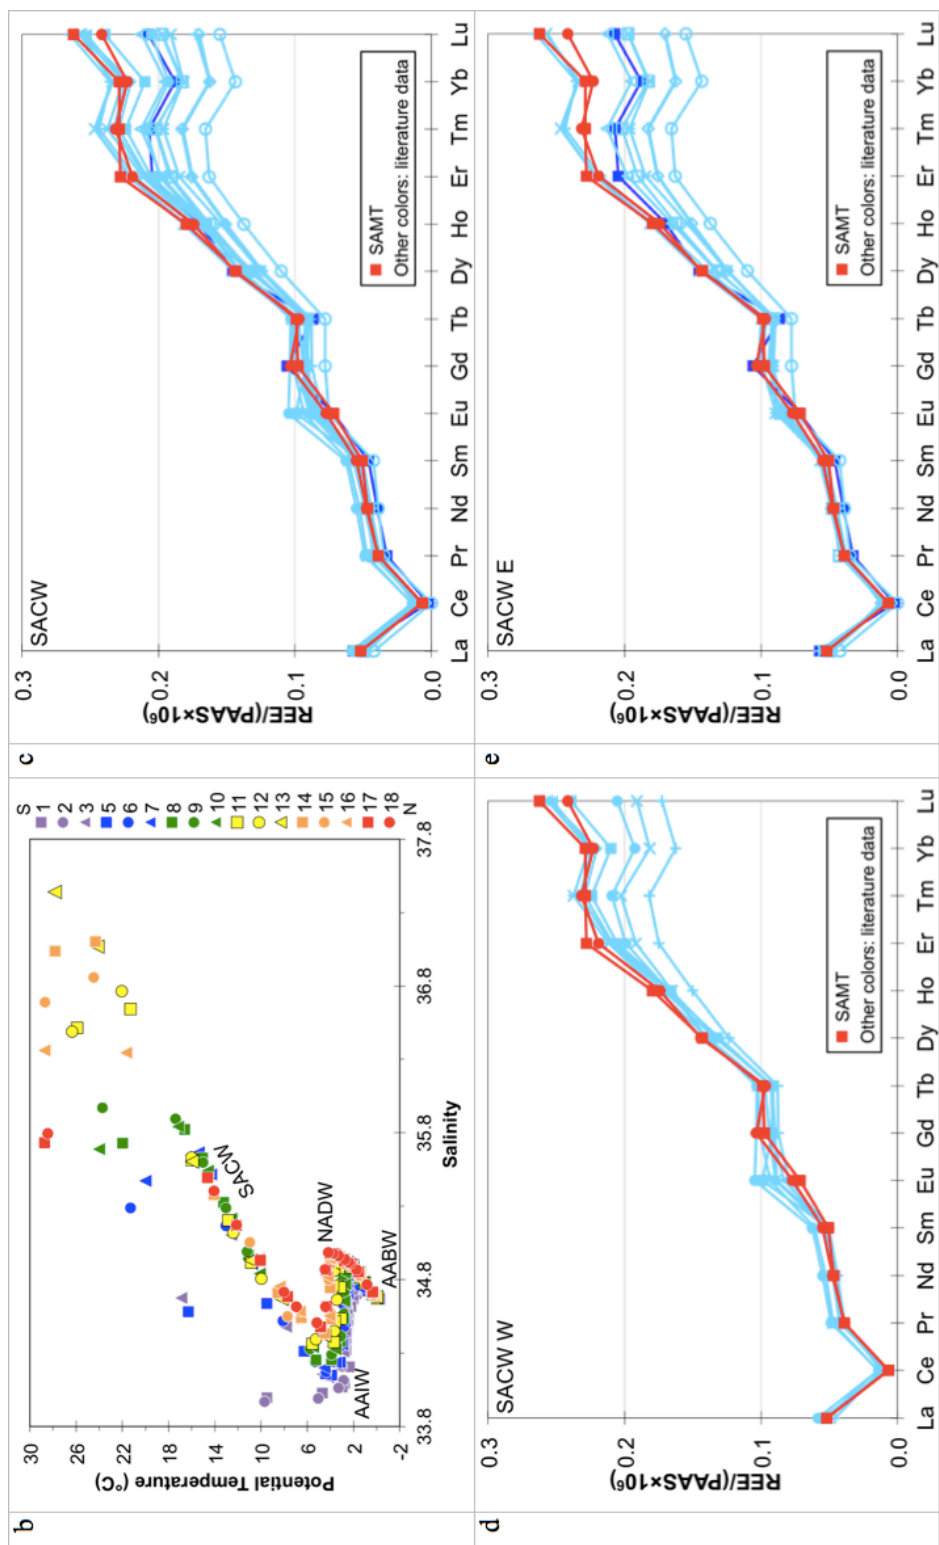 b
30
26
22
18
14
10
6
2
-2
Potential Temperature (°C)
33.8
34.8
35.8
36.8
37.8
Salinity
AAIW
AABW
NADW
SACW
S
1
2
3
5
6
7
8
9
10
11
12
13
14
15
16
17
18
N
c
SACW
0.3
0.2
0.1
0.0
REE/(PAAS×10⁶)
SAMT
Other colors: literature data
La
Ce
Pr
Nd
Sm
Eu
Gd
Tb
Dy
Ho
Er
Tm
Yb
Lu
d
SACW W
0.3
0.2
0.1
0.0
REE/(PAAS×10⁶)
SAMT
Other colors: literature data
La
Ce
Pr
Nd
Sm
Eu
Gd
Tb
Dy
Ho
Er
Tm
Yb
Lu
e
SACW E
0.3
0.2
0.1
0.0
REE/(PAAS×10⁶)
SAMT
Other colors: literature data
La
Ce
Pr
Nd
Sm
Eu
Gd
Tb
Dy
Ho
Er
Tm
Yb
Lu